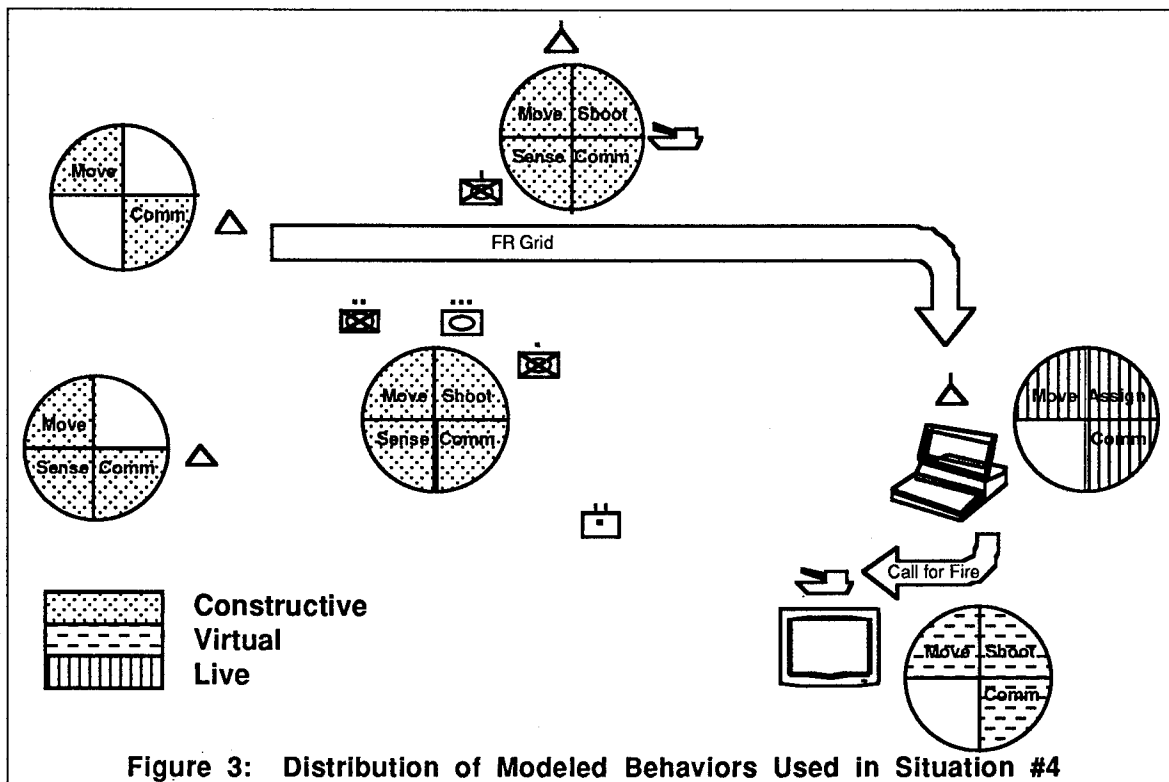 Move Shoot
Sense Comm
Move
Comm
FR Grid
Move Shoot
Sense Comm
Move
Sense Comm
Move Assign
Comm
Call for Fire
Move Shoot
Comm
Constructive
Virtual
Live
Figure 3: Distribution of Modeled Behaviors Used in Situation #4